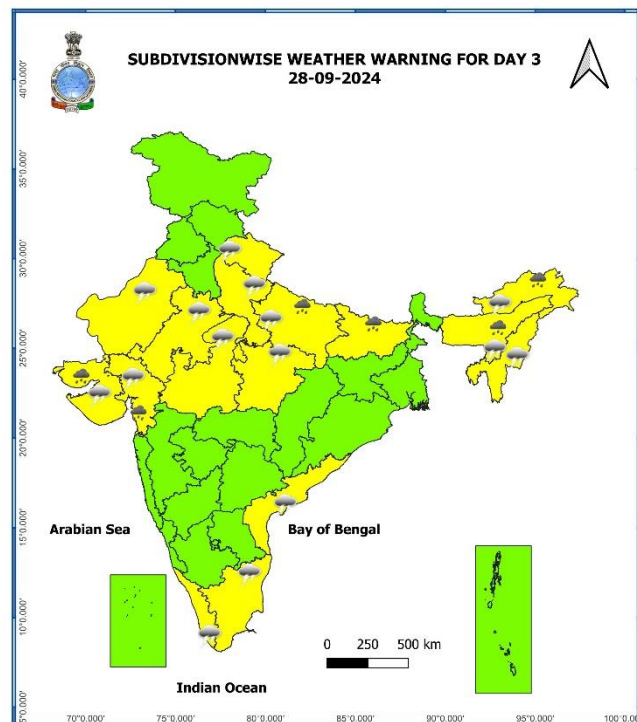 SUBDIVISIONWISE WEATHER WARNING FOR DAY 3
28-09-2024
40°0.000'
35°0.000'
30°0.000'
25°0.000'
20°0.000'
15°0.000'
10°0.000'
5°0.000'
Arabian Sea
Bay of Bengal
0 250 500 km
Indian Ocean
70°0.000' 75°0.000' 80°0.000' 85°0.000' 90°0.000' 95°0.000' 100°0.0